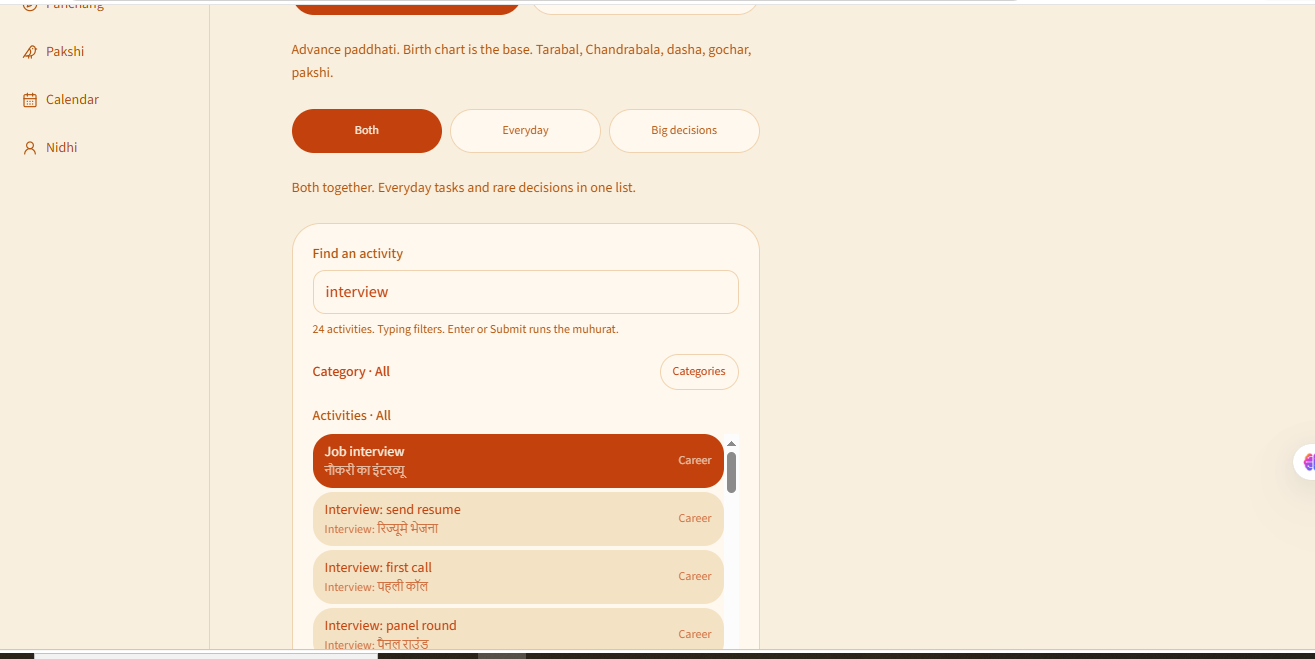 Panchang
Pakshi
Calendar
Nidhi
Advance paddhati. Birth chart is the base. Tarabal, Chandrabala, dasha, gochar,
pakshi.
Both
Everyday
Big decisions
Both together. Everyday tasks and rare decisions in one list.
Find an activity
interview
24 activities. Typing filters. Enter or Submit runs the muhurat.
Category · All
Categories
Activities · All
Job interview
नौकरी का इंटरव्यू
Career
Interview: send resume
Interview: रिज्यूमे भेजना
Career
Interview: first call
Interview: पहली कॉल
Career
Interview: panel round
Interview: पैनल राउंड
Career